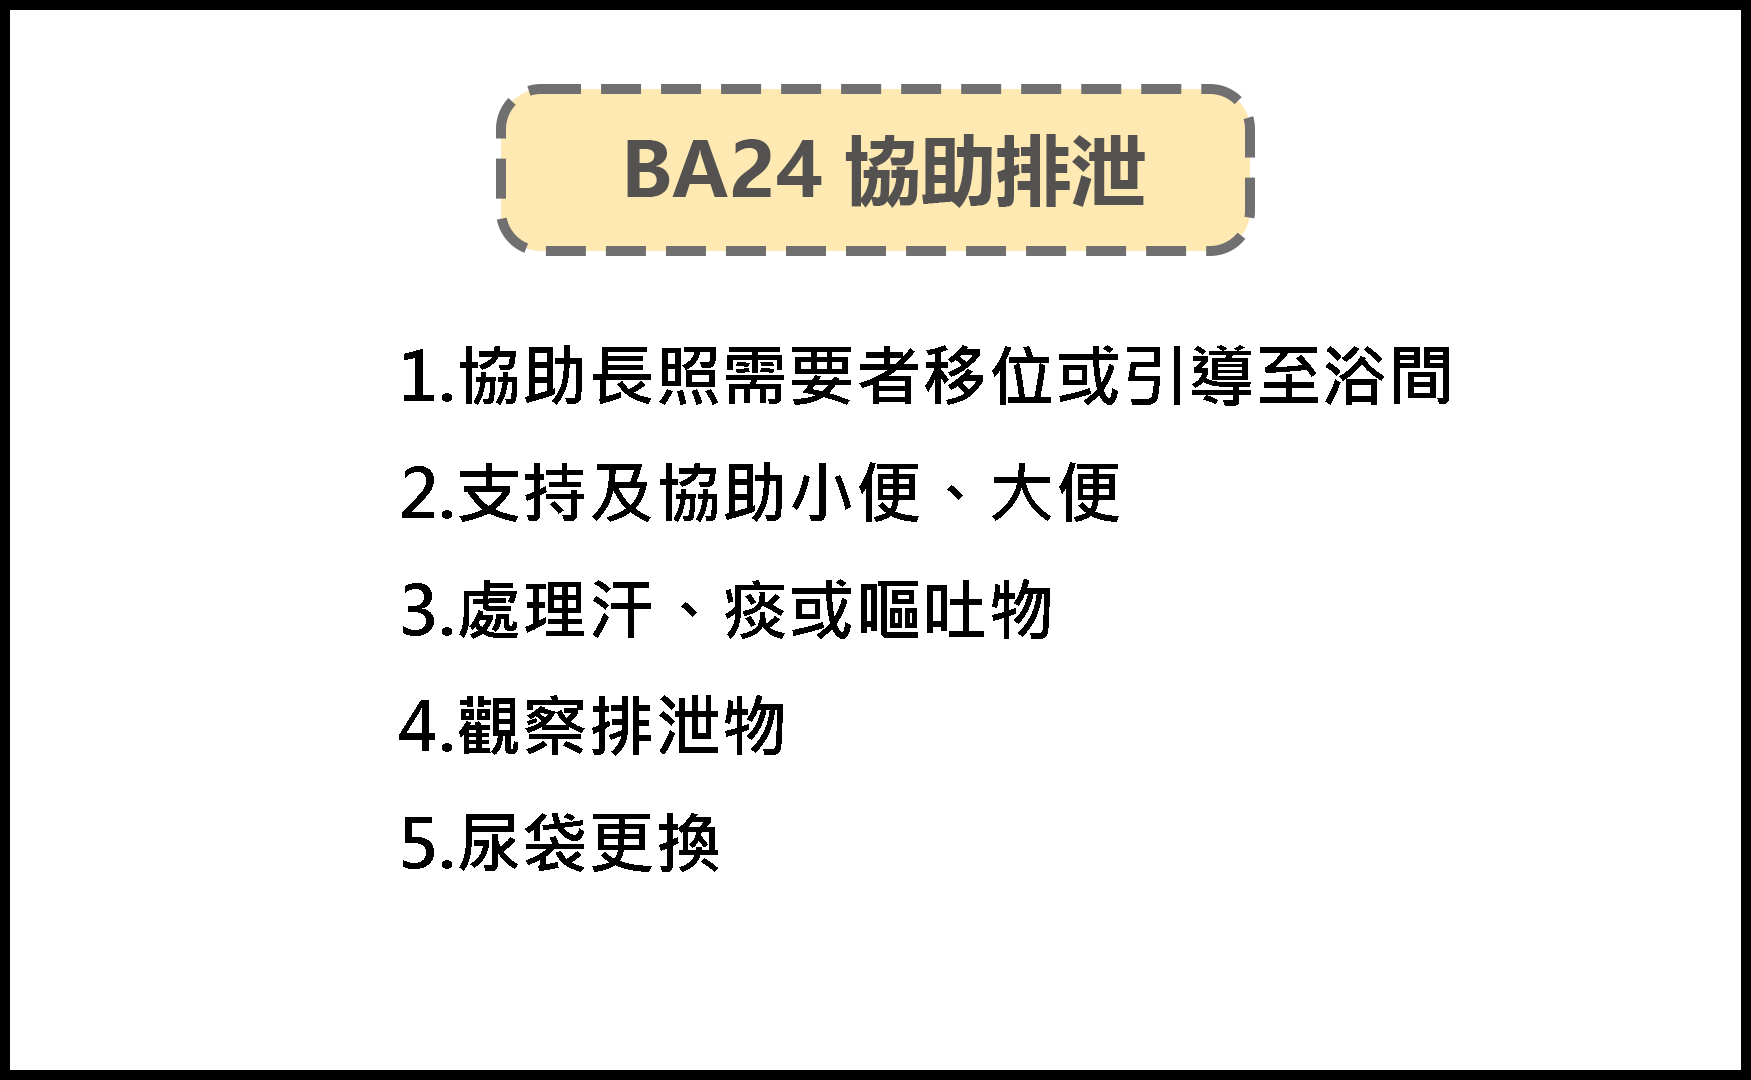 BA24 協助排泄
1.協助長照需要者移位或引導至浴間
2.支持及協助小便、大便
3.處理汗、痰或嘔吐物
4.觀察排泄物
5.尿袋更換